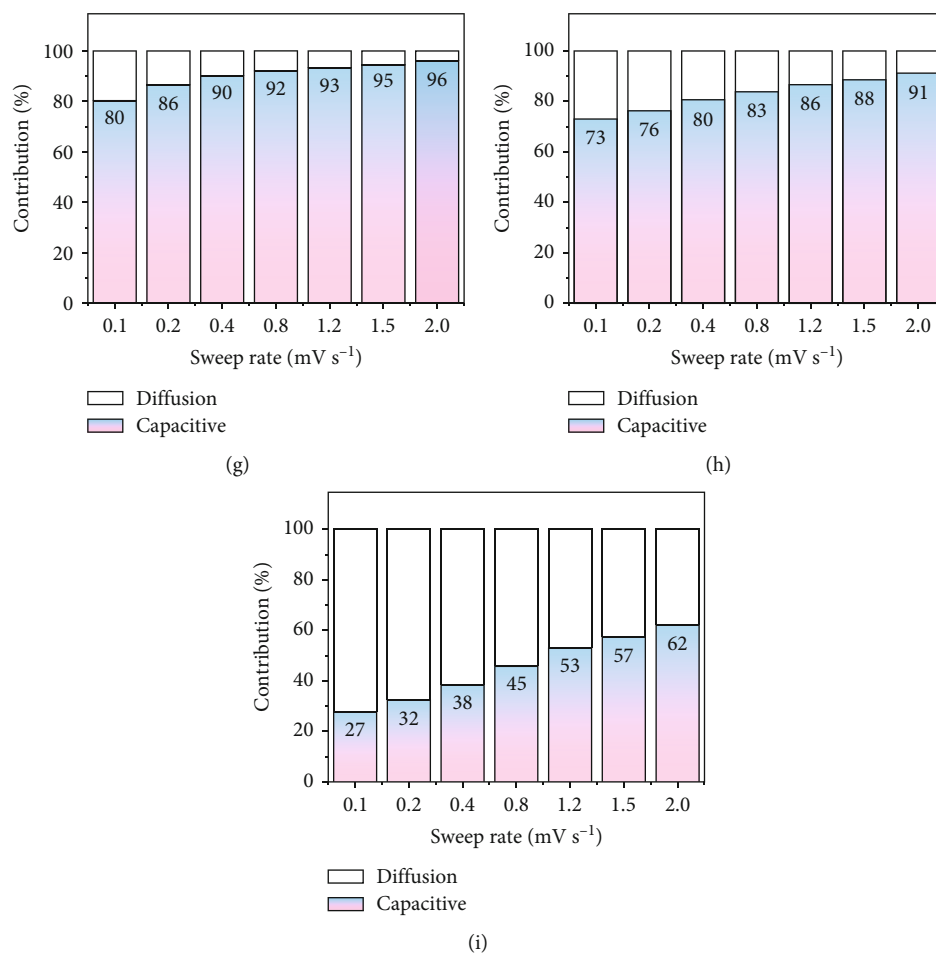 100
80
60
40
20
0
Contribution (%)
80
86
90
92
93
95
96
0.1 0.2 0.4 0.8 1.2 1.5 2.0
Sweep rate (mV s⁻¹)
Diffusion
Capacitive
(g)
100
80
60
40
20
0
Contribution (%)
73
76
80
83
86
88
91
0.1 0.2 0.4 0.8 1.2 1.5 2.0
Sweep rate (mV s⁻¹)
Diffusion
Capacitive
(h)
100
80
60
40
20
0
Contribution (%)
27
32
38
45
53
57
62
0.1 0.2 0.4 0.8 1.2 1.5 2.0
Sweep rate (mV s⁻¹)
Diffusion
Capacitive
(i)